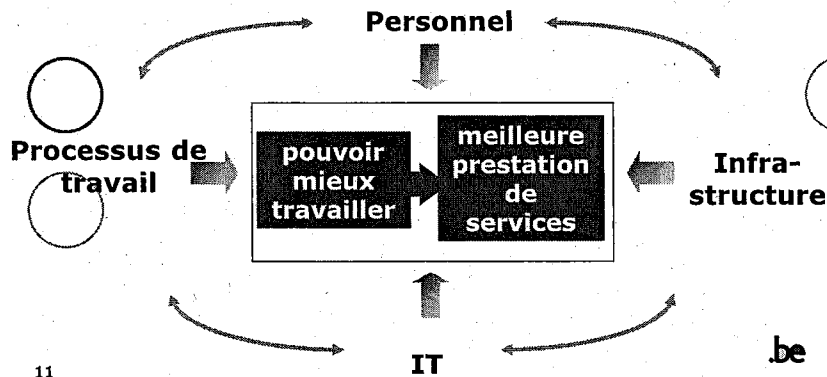 Personnel
Processus de
travail
pouvoir
mieux
travailler
meilleure
prestation
de
services
Infra-
structure
IT
11
.be